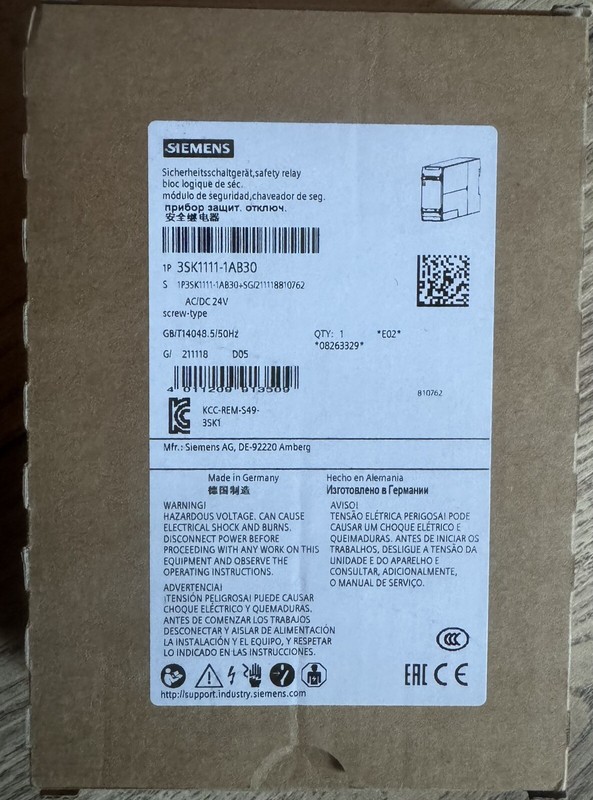 SIEMENS
Sicherheitsschaltgerät,safety relay
bloc logique de séc.
módulo de seguridad,chaveador de seg.
прибор защит. отключ.
安全继电器
1P 3SK1111-1AB30
S 1P3SK1111-1AB30+SG/211118810762
AC/DC 24V
screw-type
GB/T14048.5/50Hz QTY: 1 *E02*
*08263329*
G/ 211118 D05
4 011209 913509
810762
KCC-REM-S49-
3SK1
Mfr.: Siemens AG, DE-92220 Amberg
Made in Germany Hecho en Alemania
德国制造 Изготовлено в Германии
WARNING!
HAZARDOUS VOLTAGE. CAN CAUSE
ELECTRICAL SHOCK AND BURNS.
DISCONNECT POWER BEFORE
PROCEEDING WITH ANY WORK ON THIS
EQUIPMENT AND OBSERVE THE
OPERATING INSTRUCTIONS.
ADVERTENCIA!
¡TENSIÓN PELIGROSA! PUEDE CAUSAR
CHOQUE ELÉCTRICO Y QUEMADURAS.
ANTES DE COMENZAR LOS TRABAJOS
DESCONECTAR Y AISLAR DE ALIMENTACIÓN
LA INSTALACIÓN Y EL EQUIPO, Y RESPETAR
LO INDICADO EN LAS INSTRUCCIONES.
AVISO!
TENSÃO ELÉTRICA PERIGOSA! PODE
CAUSAR UM CHOQUE ELÉTRICO E
QUEIMADURAS. ANTES DE INICIAR OS
TRABALHOS, DESLIGUE A TENSÃO DA
UNIDADE E DO APARELHO E
CONSULTAR, ADICIONALMENTE,
O MANUAL DE SERVIÇO.
CCC
EAC CE
http://support.industry.siemens.com